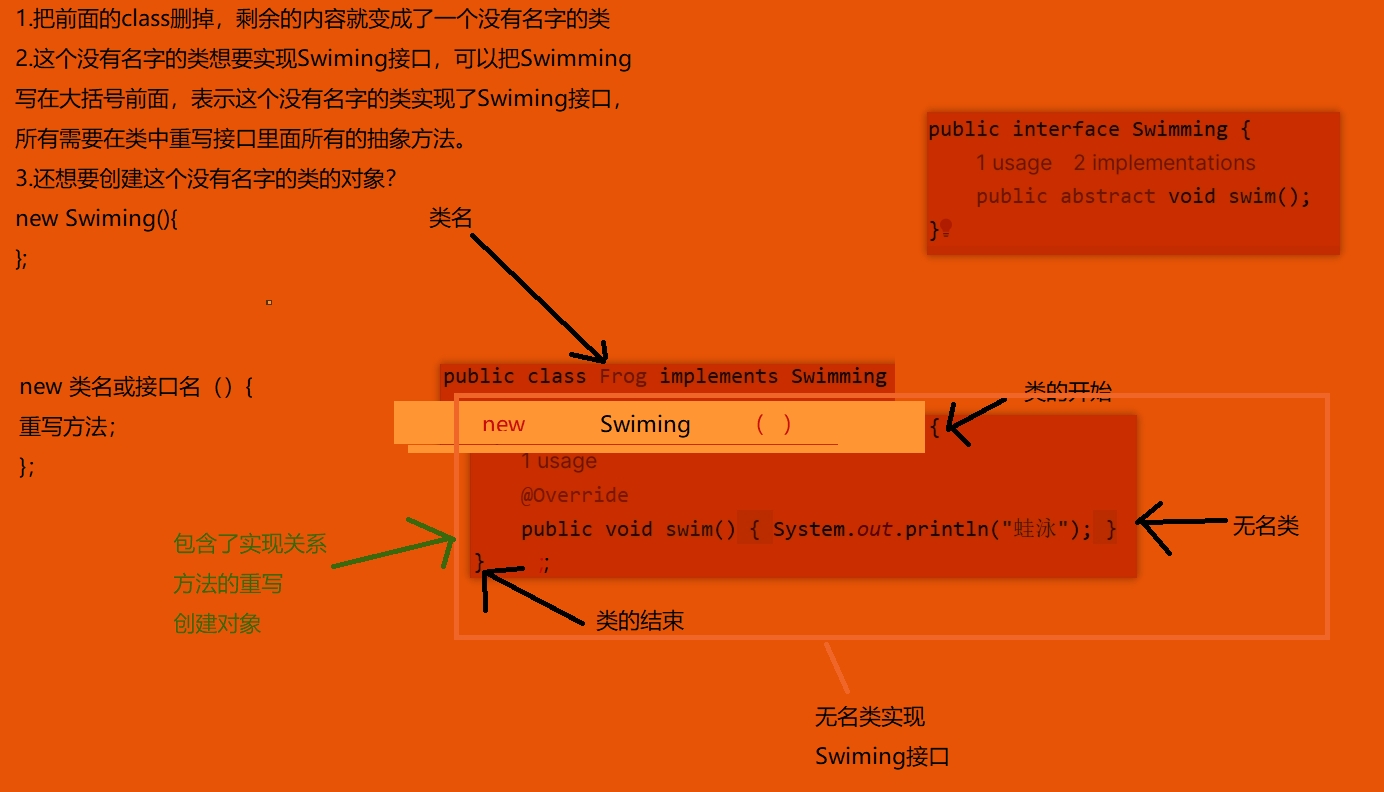 1.把前面的class删掉，剩余的内容就变成了一个没有名字的类
2.这个没有名字的类想要实现Swiming接口，可以把Swimming
写在大括号前面，表示这个没有名字的类实现了Swiming接口，
所有需要在类中重写接口里面所有的抽象方法。
3.还想要创建这个没有名字的类的对象？
new Swiming(){
};
public interface Swimming {
1 usage 2 implementations
public abstract void swim();
}
类名
new 类名或接口名（）{
重写方法；
}；
public class Frog implements Swimming
类的开始
new Swiming （ ） {
1 usage
@Override
public void swim() { System.out.println("蛙泳"); }
} ;
无名类
包含了实现关系
方法的重写
创建对象
类的结束
无名类实现
Swiming接口